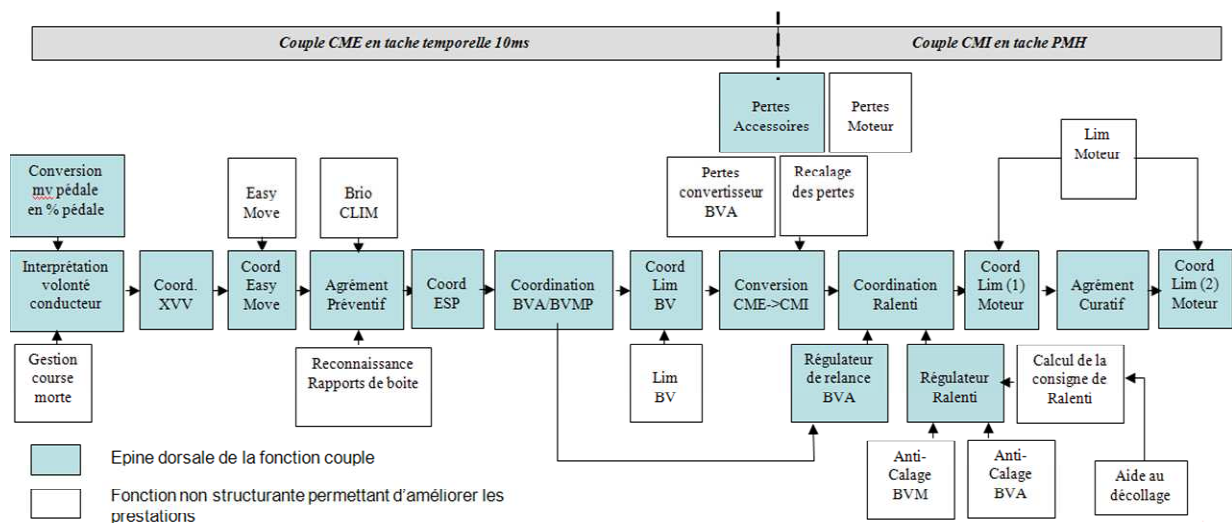 Couple CME en tache temporelle 10ms
Couple CMI en tache PMH
Pertes
Accessoires
Pertes
Moteur
Lim
Moteur
Conversion
mv pédale
en % pédale
Easy
Move
Brio
CLIM
Pertes
convertisseur
BVA
Recalage
des pertes
Interprétation
volonté
conducteur
Coord.
XVV
Coord
Easy
Move
Agrément
Préventif
Coord
ESP
Coordination
BVA/BVMP
Coord
Lim
BV
Conversion
CME->CMI
Coordination
Ralenti
Coord
Lim (1)
Moteur
Agrément
Curatif
Coord
Lim (2)
Moteur
Gestion
course
morte
Reconnaissance
Rapports de boite
Lim
BV
Régulateur
de relance
BVA
Régulateur
Ralenti
Calcul de la
consigne de
Ralenti
Anti-
Calage
BVM
Anti-
Calage
BVA
Aide au
décollage
Epine dorsale de la fonction couple
Fonction non structurante permettant d'améliorer les
prestations